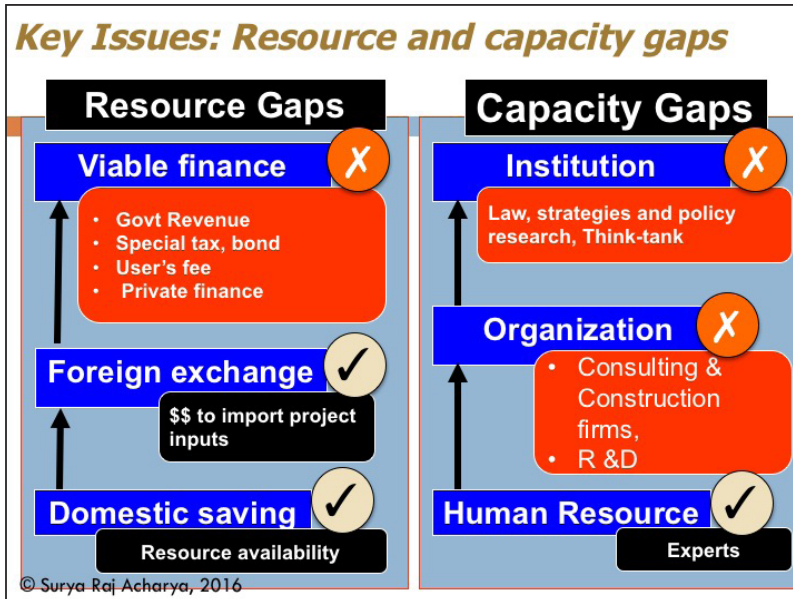 Key Issues: Resource and capacity gaps
Resource Gaps
Viable finance ✗
• Govt Revenue
• Special tax, bond
• User's fee
• Private finance
Foreign exchange ✓
$$ to import project
inputs
Domestic saving ✓
Resource availability
Capacity Gaps
Institution ✗
Law, strategies and policy
research, Think-tank
Organization ✗
• Consulting &
Construction
firms,
• R &D
Human Resource ✓
Experts
© Surya Raj Acharya, 2016